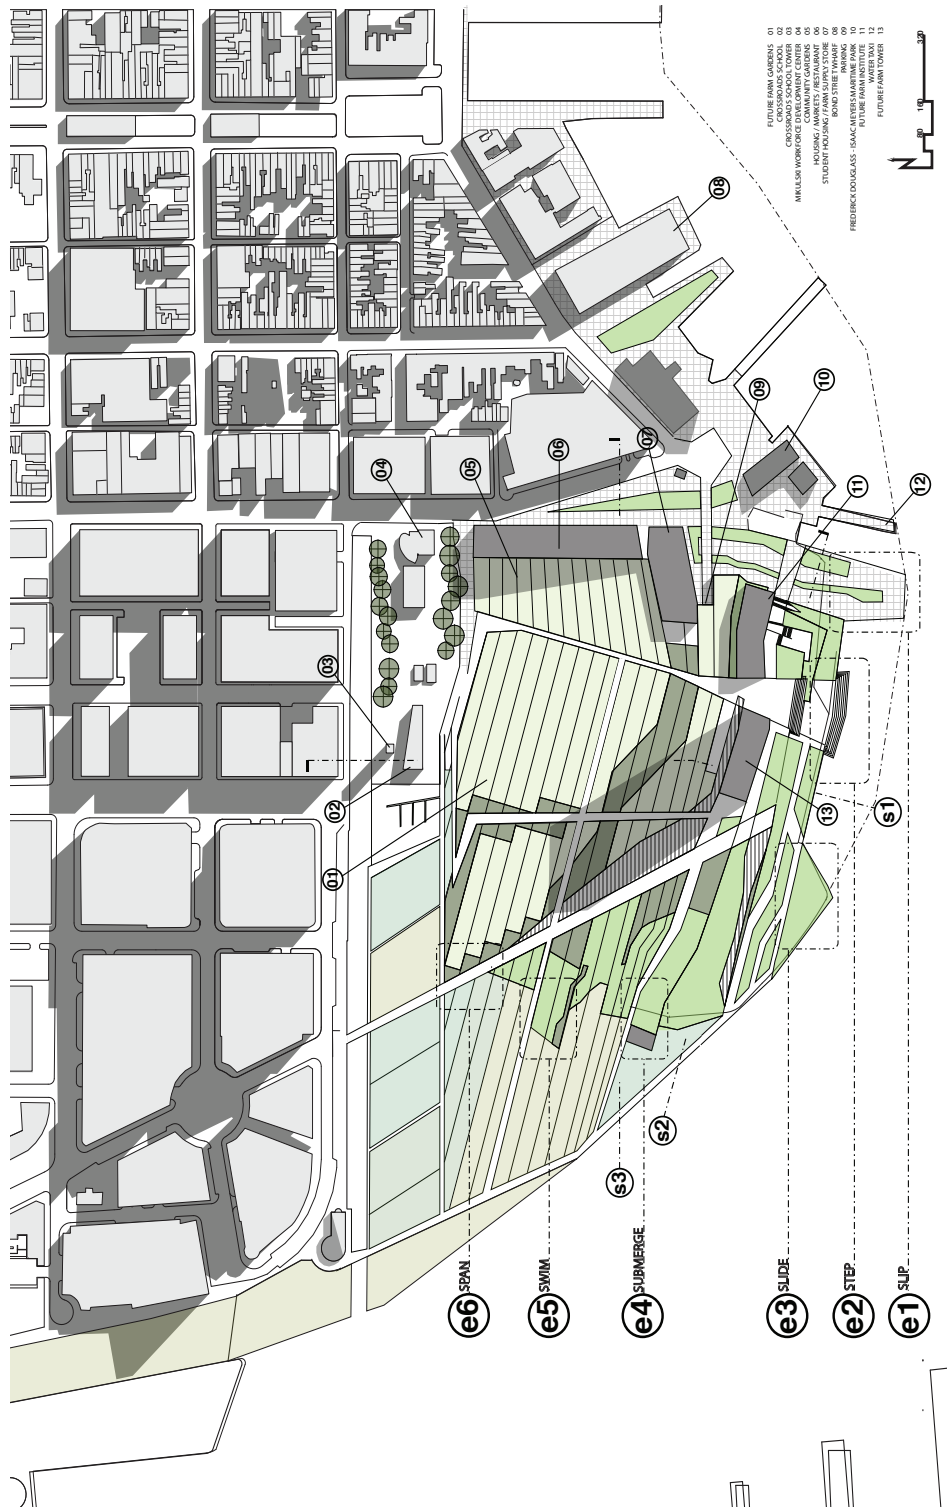 FUTURE FARM GARDENS 01
CROSSROADS SCHOOL 02
CROSSROADS SCHOOL TOWER 03
MIKULSKI WORKFORCE DEVELOPMENT CENTER 04
COMMUNITY GARDENS 05
HOUSING / MARKETS / RESTAURANT 06
STUDENT HOUSING / FARM SUPPLY STORE 07
BOND STREET WHARF 08
PARKING 09
FREDERICK DOUGLASS - ISAAC MEYERS MARITIME PARK 10
FUTURE FARM INSTITUTE 11
WATER TAXI 12
FUTURE FARM TOWER 13
80 160 320
e6 SPAN
e5 SWIM
e4 SUBMERGE
e3 SLIDE
e2 STEP
e1 SLIP
s3
s2
s1
01
02
03
04
05
06
07
08
09
10
11
12
13